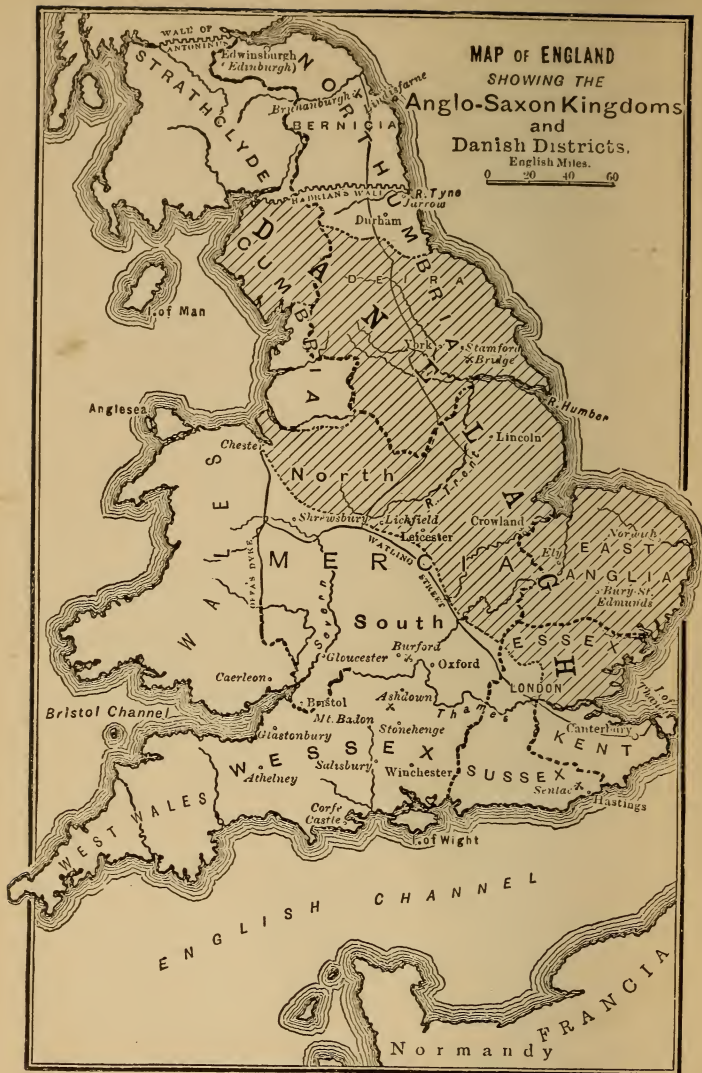 MAP OF ENGLAND
SHOWING THE
Anglo-Saxon Kingdoms
and
Danish Districts.
English Miles.
0 20 40 60
WALL OF
ANTONINUS
Edwinsburgh
(Edinburgh)
STRATHCLYDE
NORTHUMBRIA
Brunanburgh
Lindisfarne
BERNICIA
HADRIANS WALL
R. Tyne
Jarrow
Durham
CUMBRIA
DANLAGH
DEIRA
I. of Man
York
Stamford
Bridge
R. Humber
Anglesea
Chester
Lincoln
North
R. Trent
WALES
Shrewsbury
Lichfield
Leicester
Crowland
Norwich
Ely
EAST
ANGLIA
Bury St.
Edmunds
WATLING
STREET
MERCIA
OFFA'S DYKE
Severn
South
ESSEX
Burford
Gloucester
Oxford
Caerleon
LONDON
I. of
Thanet
Bristol
Ashdown
Thames
Bristol Channel
Mt. Badon
Stonehenge
Canterbury
KENT
Glastonbury
WESSEX
Athelney
Salisbury
Winchester
SUSSEX
Senlac
Hastings
WEST WALES
Corfe
Castle
I. of Wight
ENGLISH CHANNEL
FRANCIA
Normandy